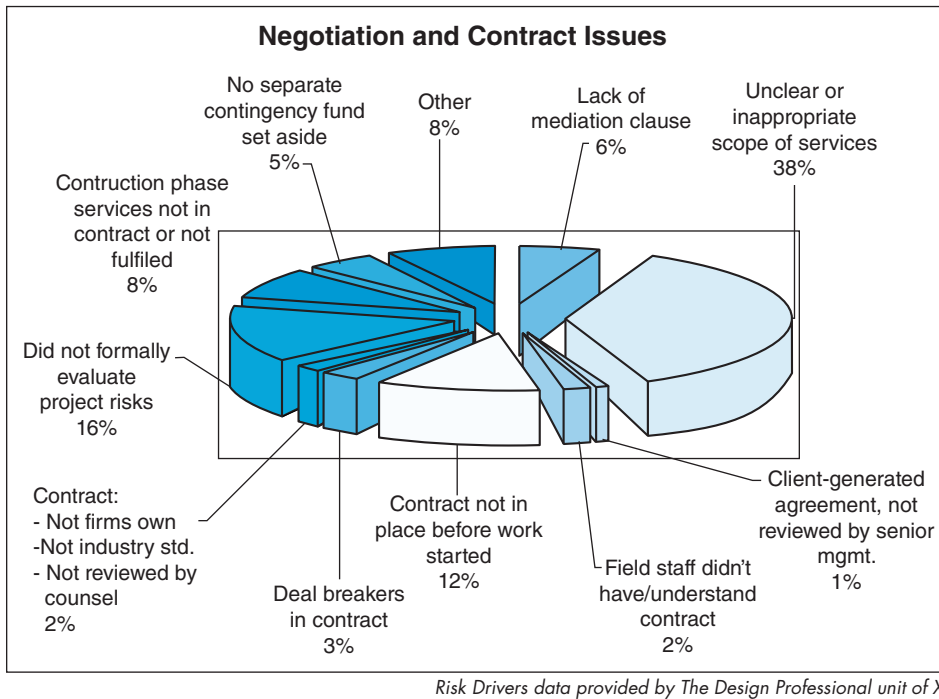 Negotiation and Contract Issues
No separate
contingency fund
set aside
5%
Other
8%
Lack of
mediation clause
6%
Unclear or
inappropriate
scope of services
38%
Contruction phase
services not in
contract or not
fulfiled
8%
Did not formally
evaluate
project risks
16%
Contract:
- Not firms own
-Not industry std.
- Not reviewed by
counsel
2%
Deal breakers
in contract
3%
Contract not in
place before work
started
12%
Field staff didn't
have/understand
contract
2%
Client-generated
agreement, not
reviewed by senior
mgmt.
1%
Risk Drivers data provided by The Design Professional unit of X